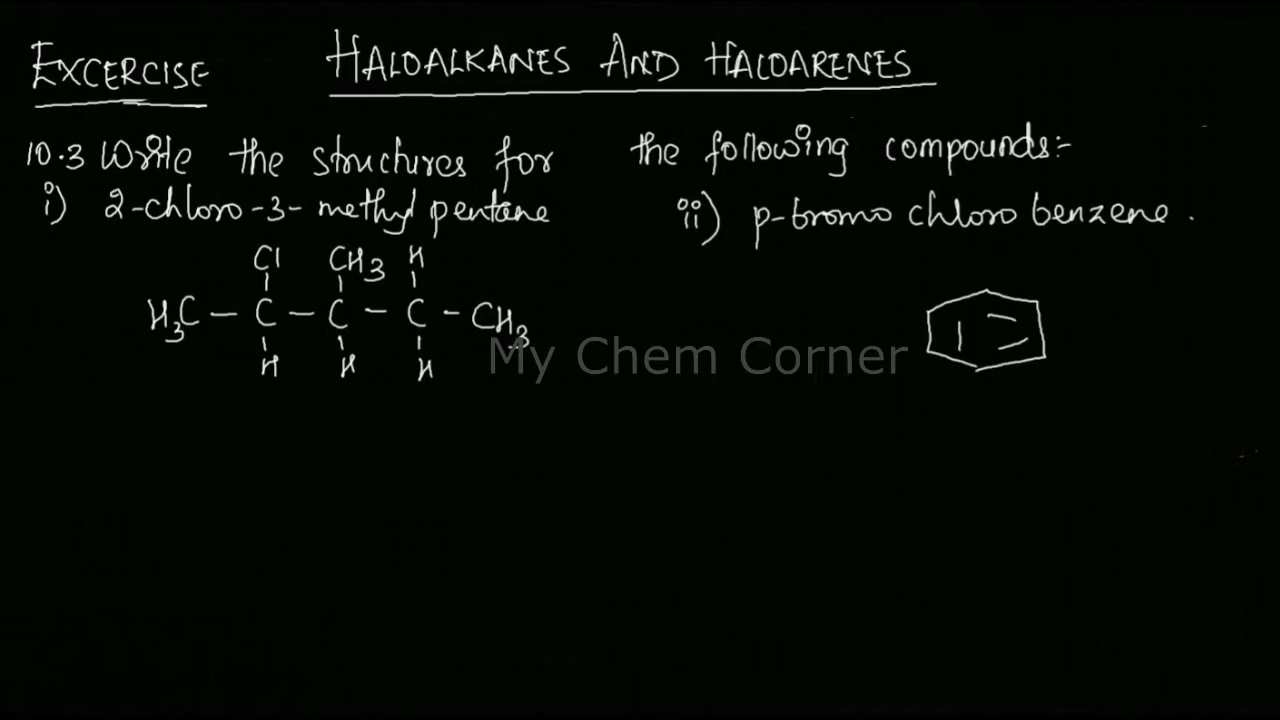 EXCERCISE HALOALKANES AND HALOARENES
10.3 Write the structures for the following compounds:-
i) 2-chloro-3-methyl pentane ii) p-bromo chloro benzene.
Cl CH3 H
H3C - C - C - C - CH3
H H H
My Chem Corner